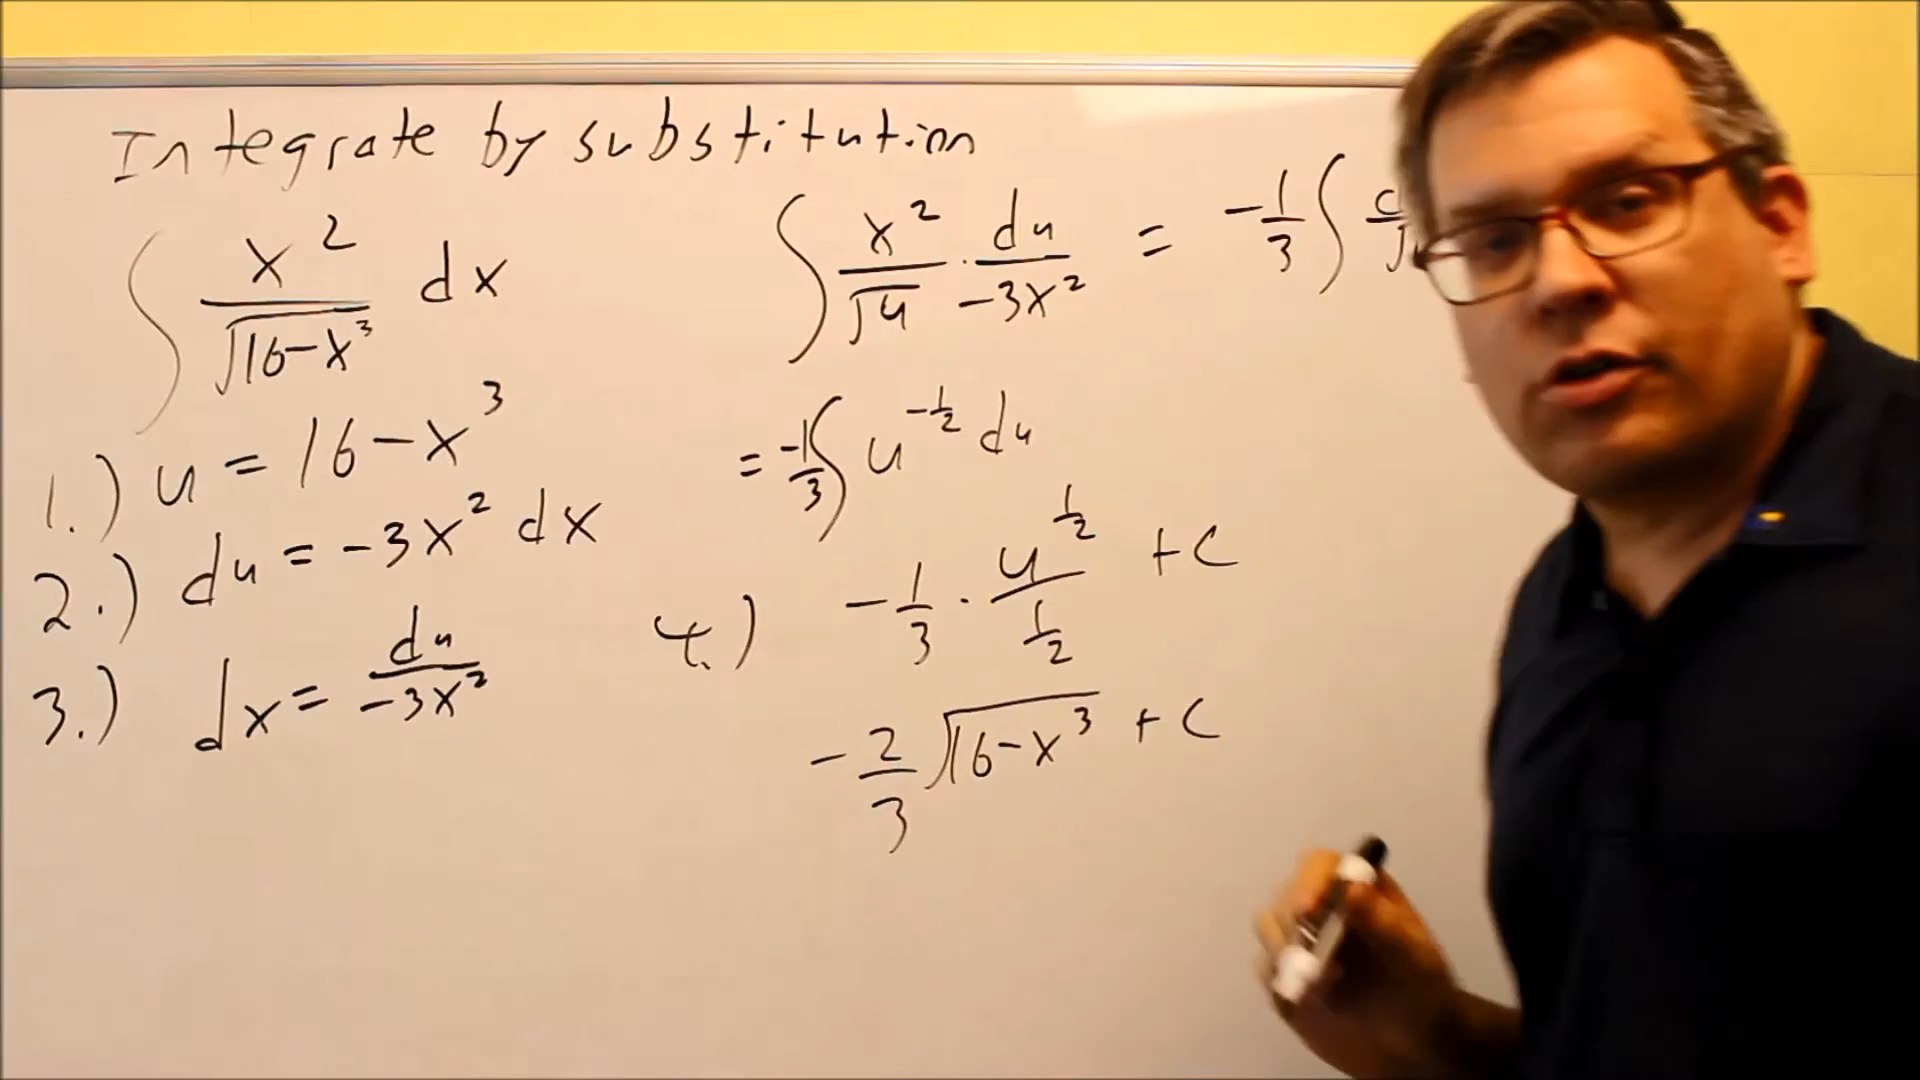 Integrate by substitution
∫ x²/√(16-x³) dx
1.) u = 16-x³
2.) du = -3x² dx
3.) dx = du/(-3x²)
∫ x²/√u · du/(-3x²) = -1/3 ∫
= -1/3 ∫ u^(-1/2) du
4.) -1/3 · u^(1/2)/(1/2) + C
-2/3 √(16-x³) + C